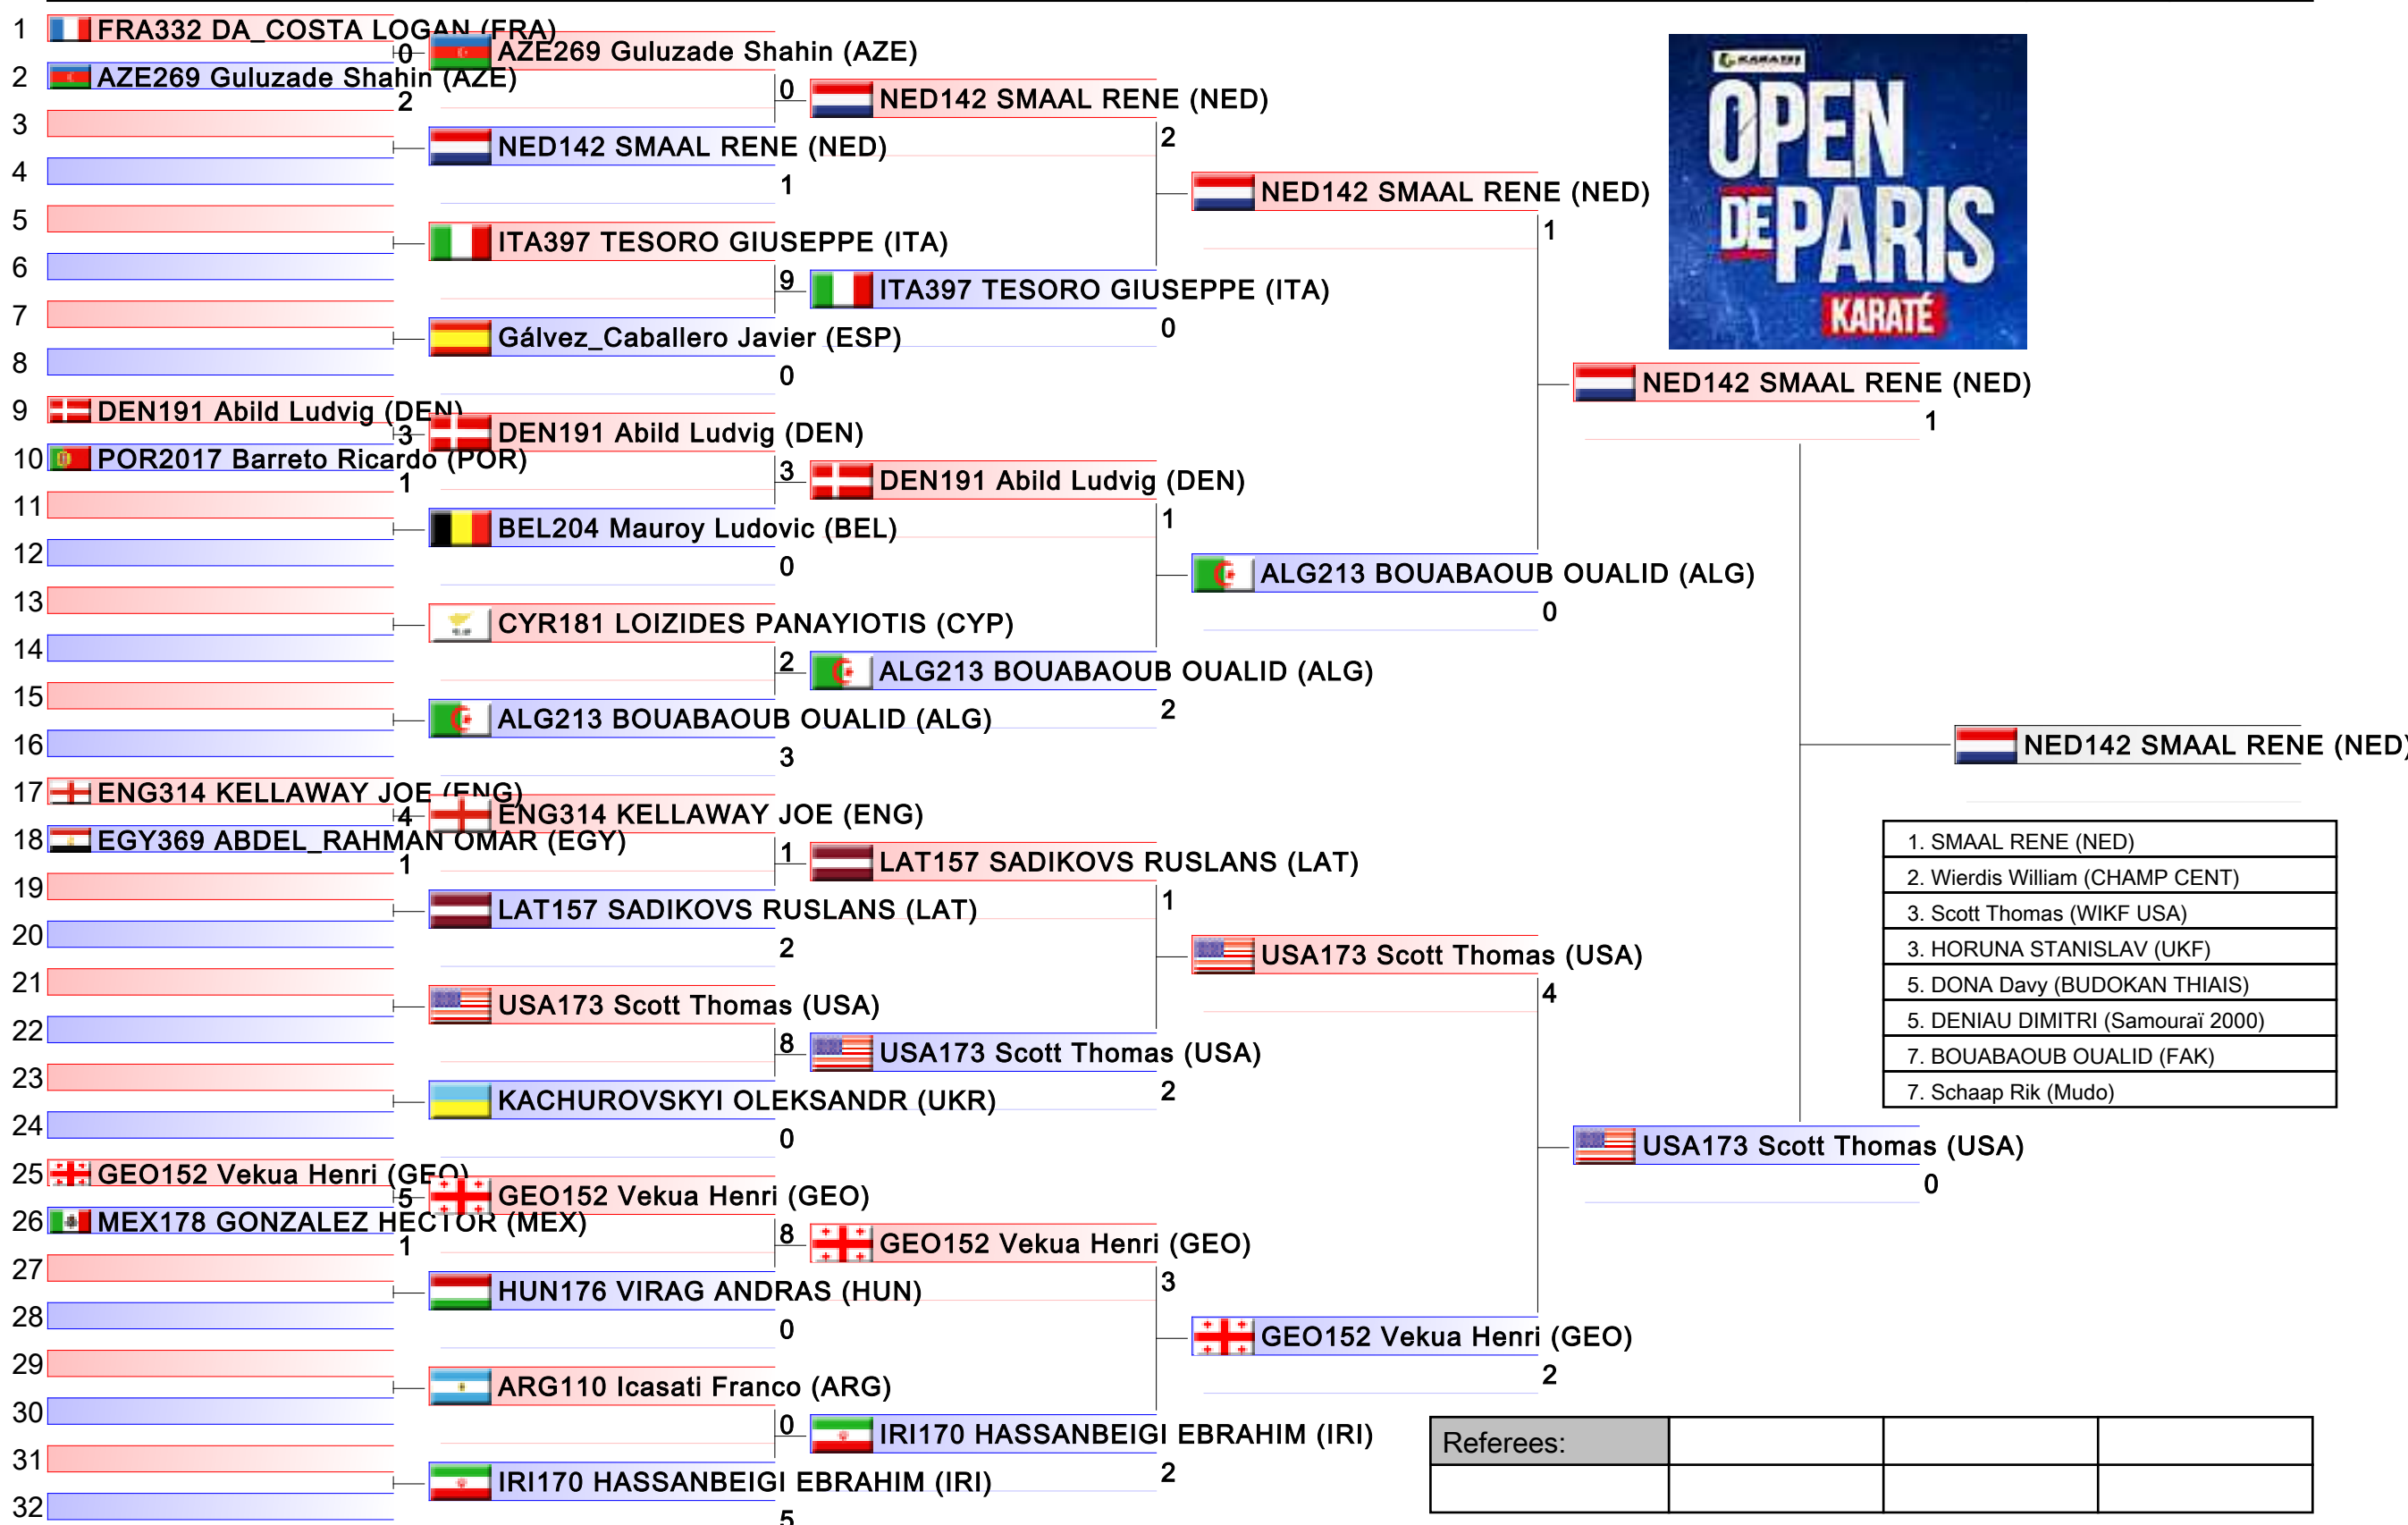 1 FRA332 DA_COSTA LOGAN (FRA)
0
2 AZE269 Guluzade Shahin (AZE)
2
3
4
5
6
7
8
9 DEN191 Abild Ludvig (DEN)
3
10 POR2017 Barreto Ricardo (POR)
1
11
12
13
14
15
16
17 ENG314 KELLAWAY JOE (ENG)
4
18 EGY369 ABDEL_RAHMAN OMAR (EGY)
1
19
20
21
22
23
24
25 GEO152 Vekua Henri (GEO)
5
26 MEX178 GONZALEZ HECTOR (MEX)
1
27
28
29
30
31
32
AZE269 Guluzade Shahin (AZE)
0
NED142 SMAAL RENE (NED)
1
ITA397 TESORO GIUSEPPE (ITA)
9
Gálvez_Caballero Javier (ESP)
0
DEN191 Abild Ludvig (DEN)
3
BEL204 Mauroy Ludovic (BEL)
0
CYR181 LOIZIDES PANAYIOTIS (CYP)
2
ALG213 BOUABAOUB OUALID (ALG)
3
ENG314 KELLAWAY JOE (ENG)
1
LAT157 SADIKOVS RUSLANS (LAT)
2
USA173 Scott Thomas (USA)
8
KACHUROVSKYI OLEKSANDR (UKR)
0
GEO152 Vekua Henri (GEO)
8
HUN176 VIRAG ANDRAS (HUN)
0
ARG110 Icasati Franco (ARG)
0
IRI170 HASSANBEIGI EBRAHIM (IRI)
5
NED142 SMAAL RENE (NED)
2
ITA397 TESORO GIUSEPPE (ITA)
0
DEN191 Abild Ludvig (DEN)
1
ALG213 BOUABAOUB OUALID (ALG)
2
LAT157 SADIKOVS RUSLANS (LAT)
1
USA173 Scott Thomas (USA)
2
GEO152 Vekua Henri (GEO)
3
IRI170 HASSANBEIGI EBRAHIM (IRI)
2
NED142 SMAAL RENE (NED)
1
ALG213 BOUABAOUB OUALID (ALG)
0
USA173 Scott Thomas (USA)
4
GEO152 Vekua Henri (GEO)
2
NED142 SMAAL RENE (NED)
1
USA173 Scott Thomas (USA)
0
NED142 SMAAL RENE (NED)
OPEN
DE PARIS
KARATÉ
1. SMAAL RENE (NED)
2. Wierdis William (CHAMP CENT)
3. Scott Thomas (WIKF USA)
3. HORUNA STANISLAV (UKF)
5. DONA Davy (BUDOKAN THIAIS)
5. DENIAU DIMITRI (Samouraï 2000)
7. BOUABAOUB OUALID (FAK)
7. Schaap Rik (Mudo)
Referees: